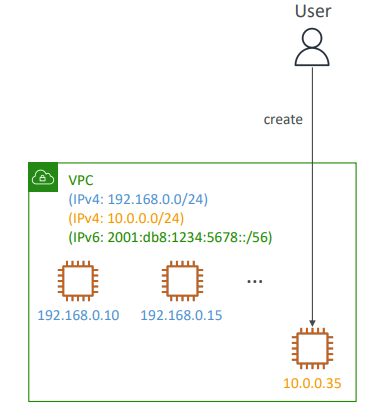 User
create
VPC
(IPv4: 192.168.0.0/24)
(IPv4: 10.0.0.0/24)
(IPv6: 2001:db8:1234:5678::/56)
...
192.168.0.10
192.168.0.15
10.0.0.35